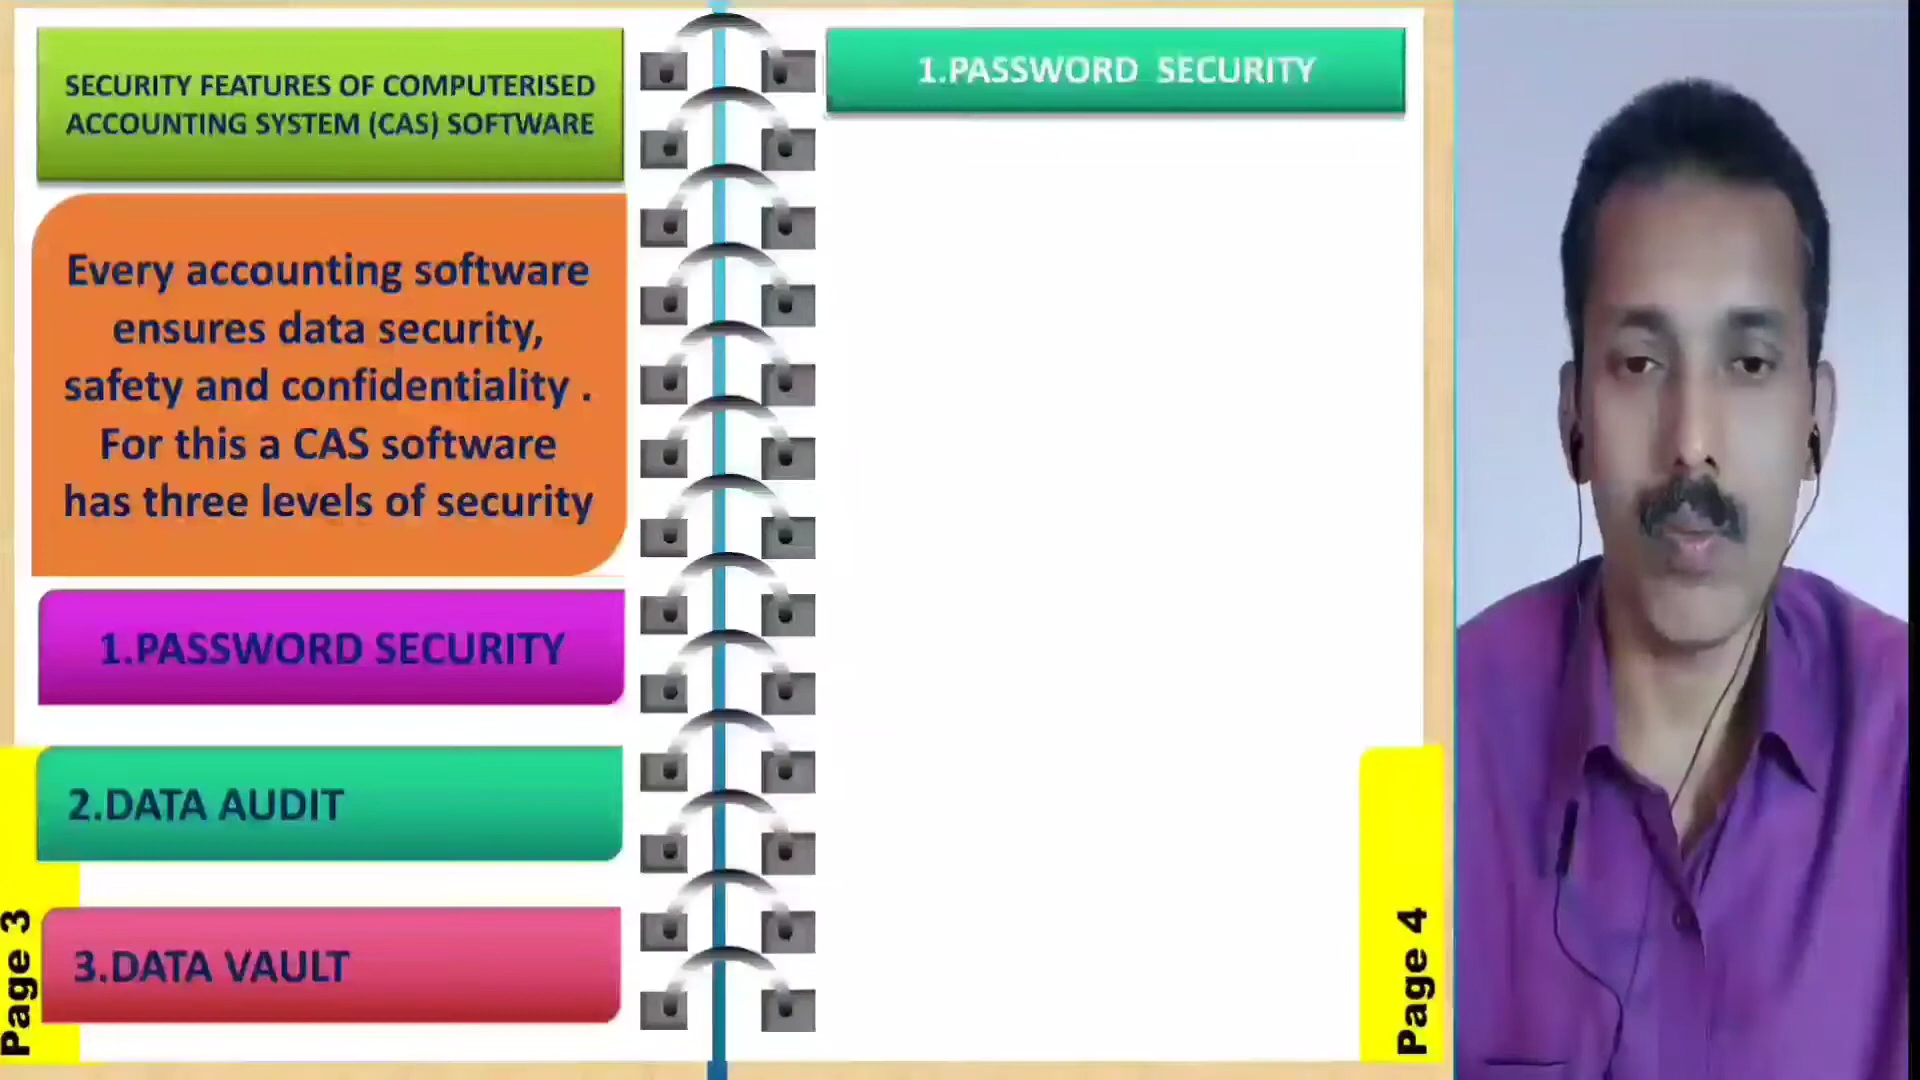 SECURITY FEATURES OF COMPUTERISED
ACCOUNTING SYSTEM (CAS) SOFTWARE
Every accounting software
ensures data security,
safety and confidentiality .
For this a CAS software
has three levels of security
1.PASSWORD SECURITY
2.DATA AUDIT
3.DATA VAULT
Page 3
1.PASSWORD SECURITY
Page 4